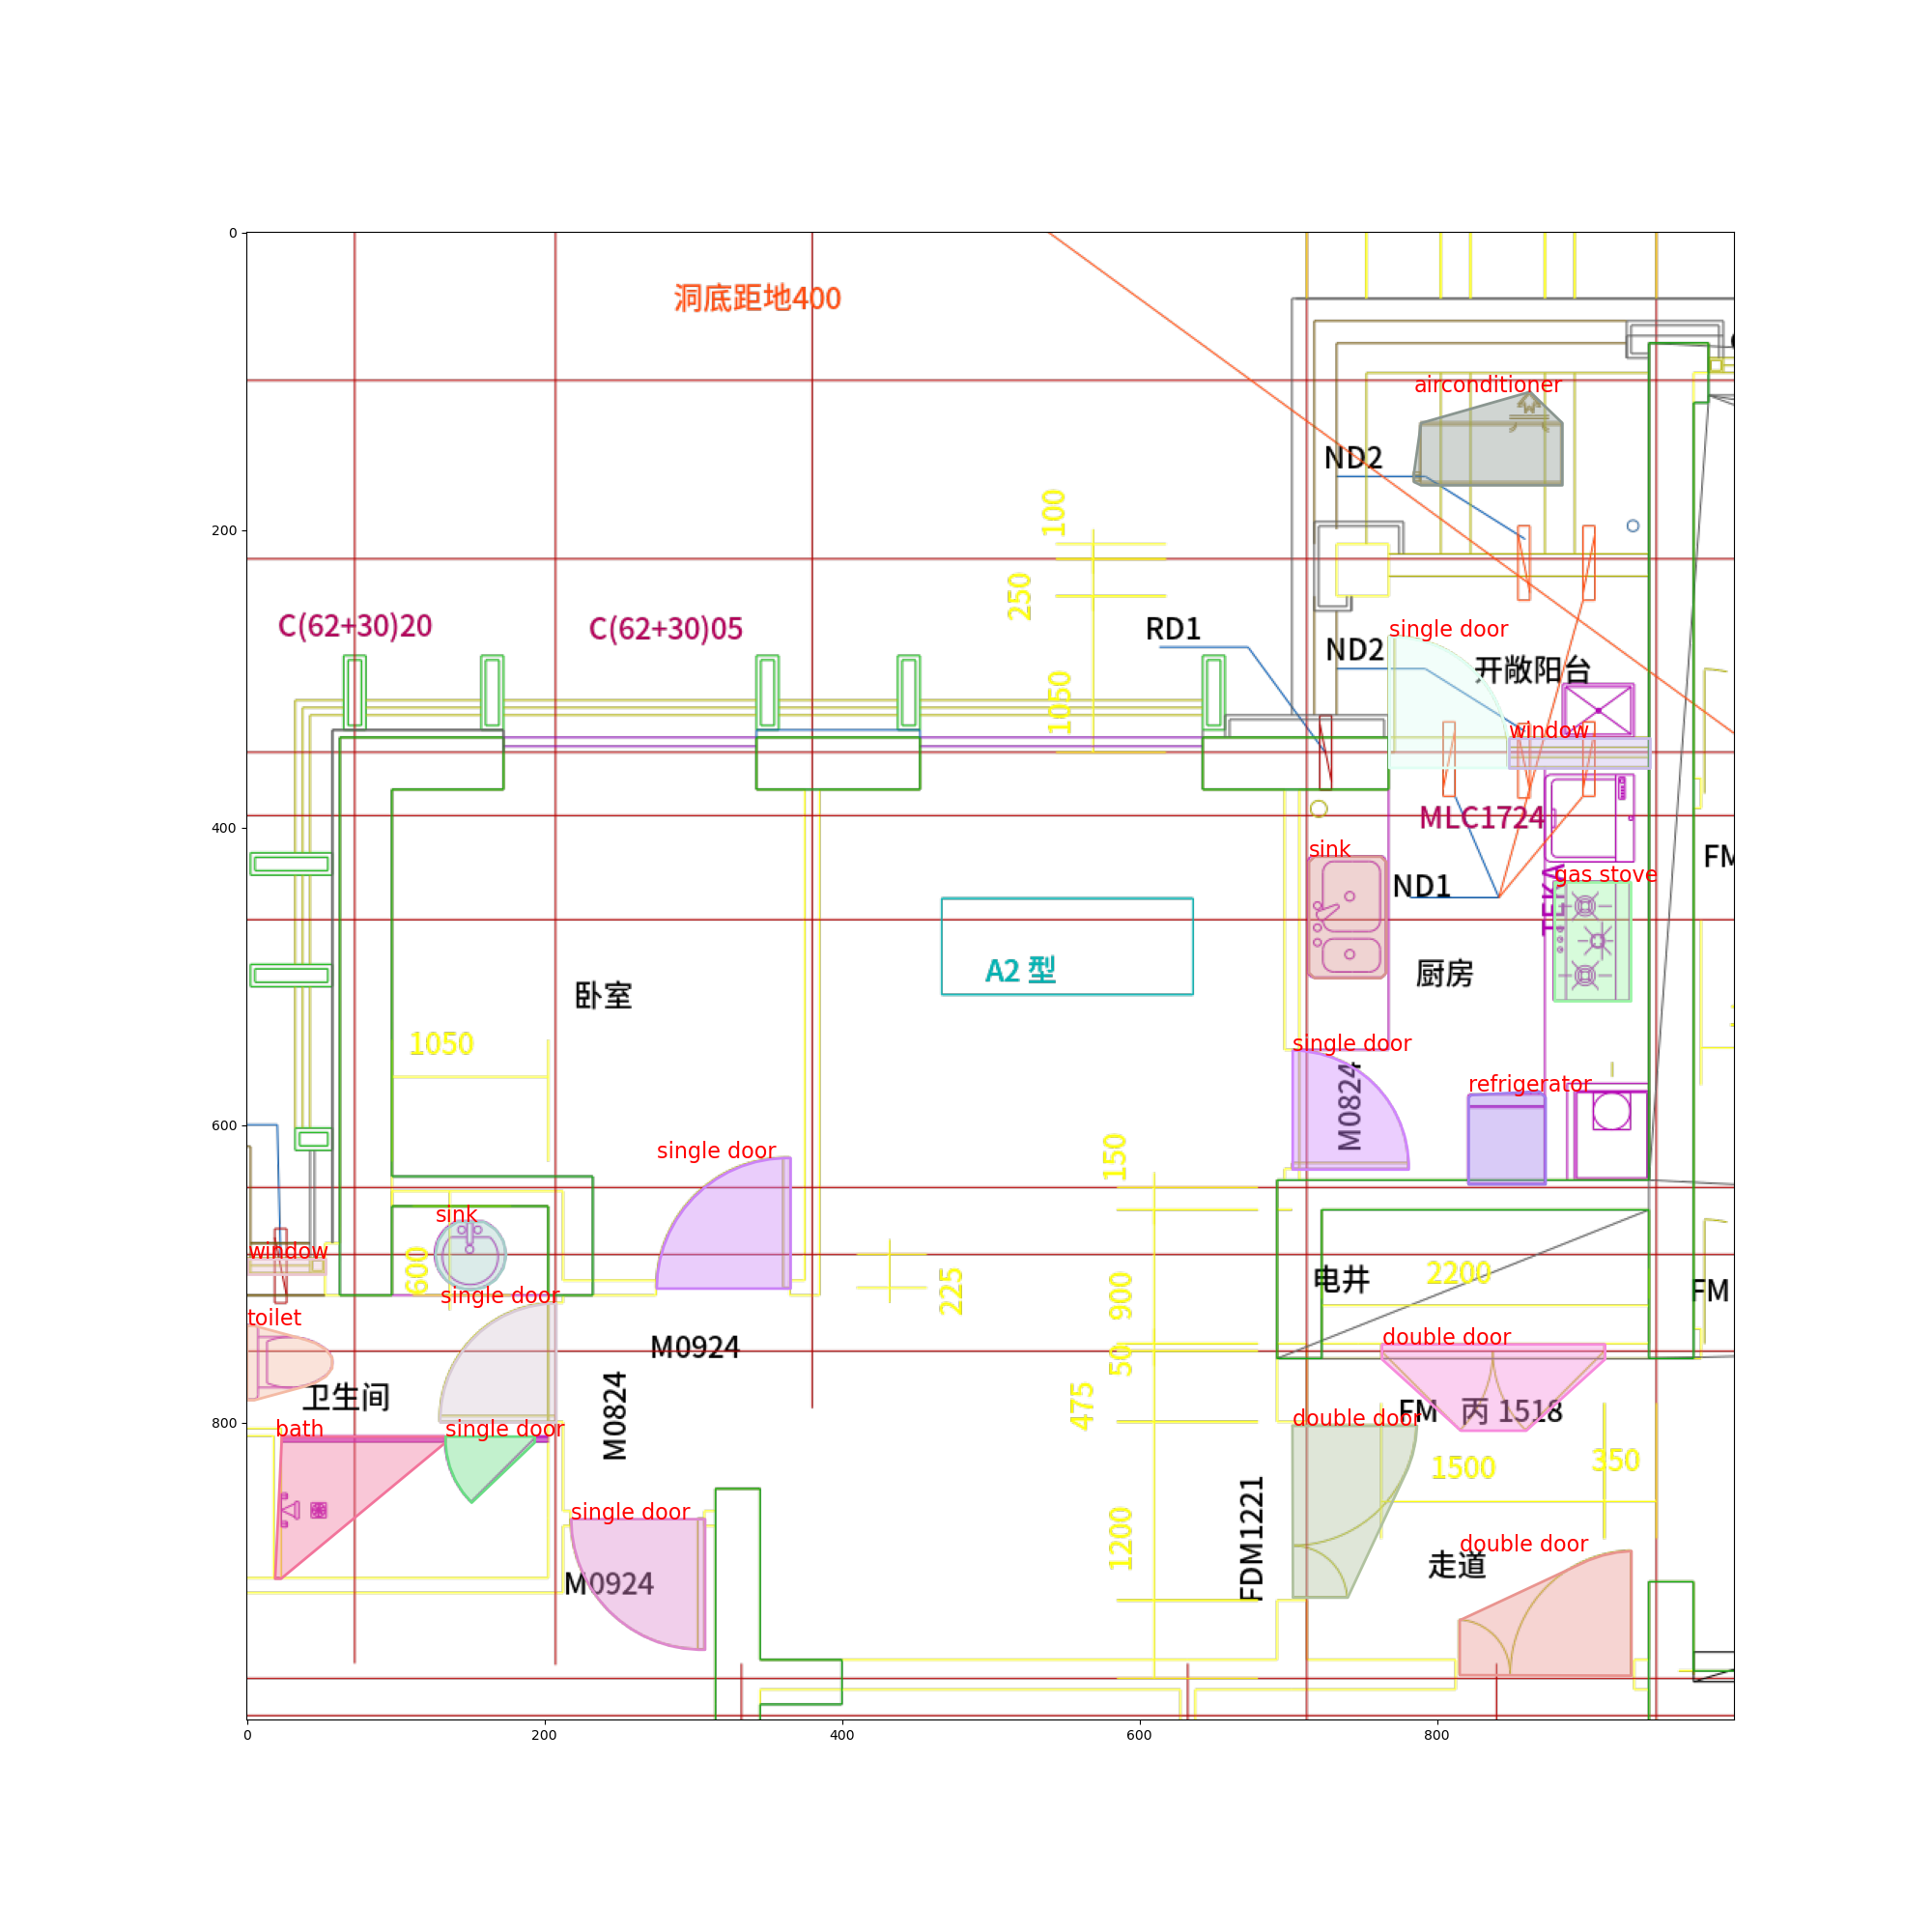 0
洞底距地400
airconditioner
ND2
100
200
250
C(62+30)20
C(62+30)05
RD1
single door
ND2
开敞阳台
1050
window
MLC1724
400
sink
FM
gas stove
ND1
TEKA
A2 型
厨房
卧室
1050
single door
M0824
refrigerator
600
150
single door
sink
window
600
电井
2200
225
900
FM
single door
toilet
double door
M0924
50
卫生间
M0824
475
FM 丙 1518
double door
800
bath
single door
1500
350
single door
FDM1221
1200
double door
走道
M0924
0
200
400
600
800